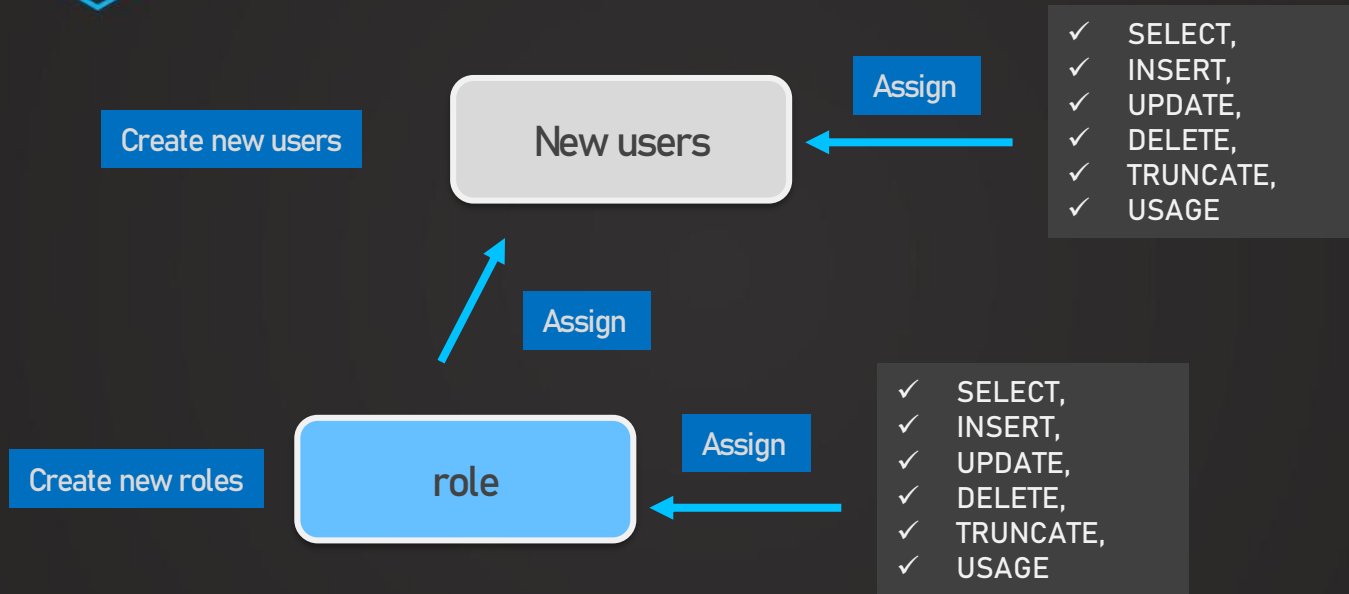 SELECT,
INSERT,
UPDATE,
DELETE,
TRUNCATE,
USAGE
Assign
New users
Create new users
Assign
SELECT,
INSERT,
UPDATE,
DELETE,
TRUNCATE,
USAGE
Assign
role
Create new roles